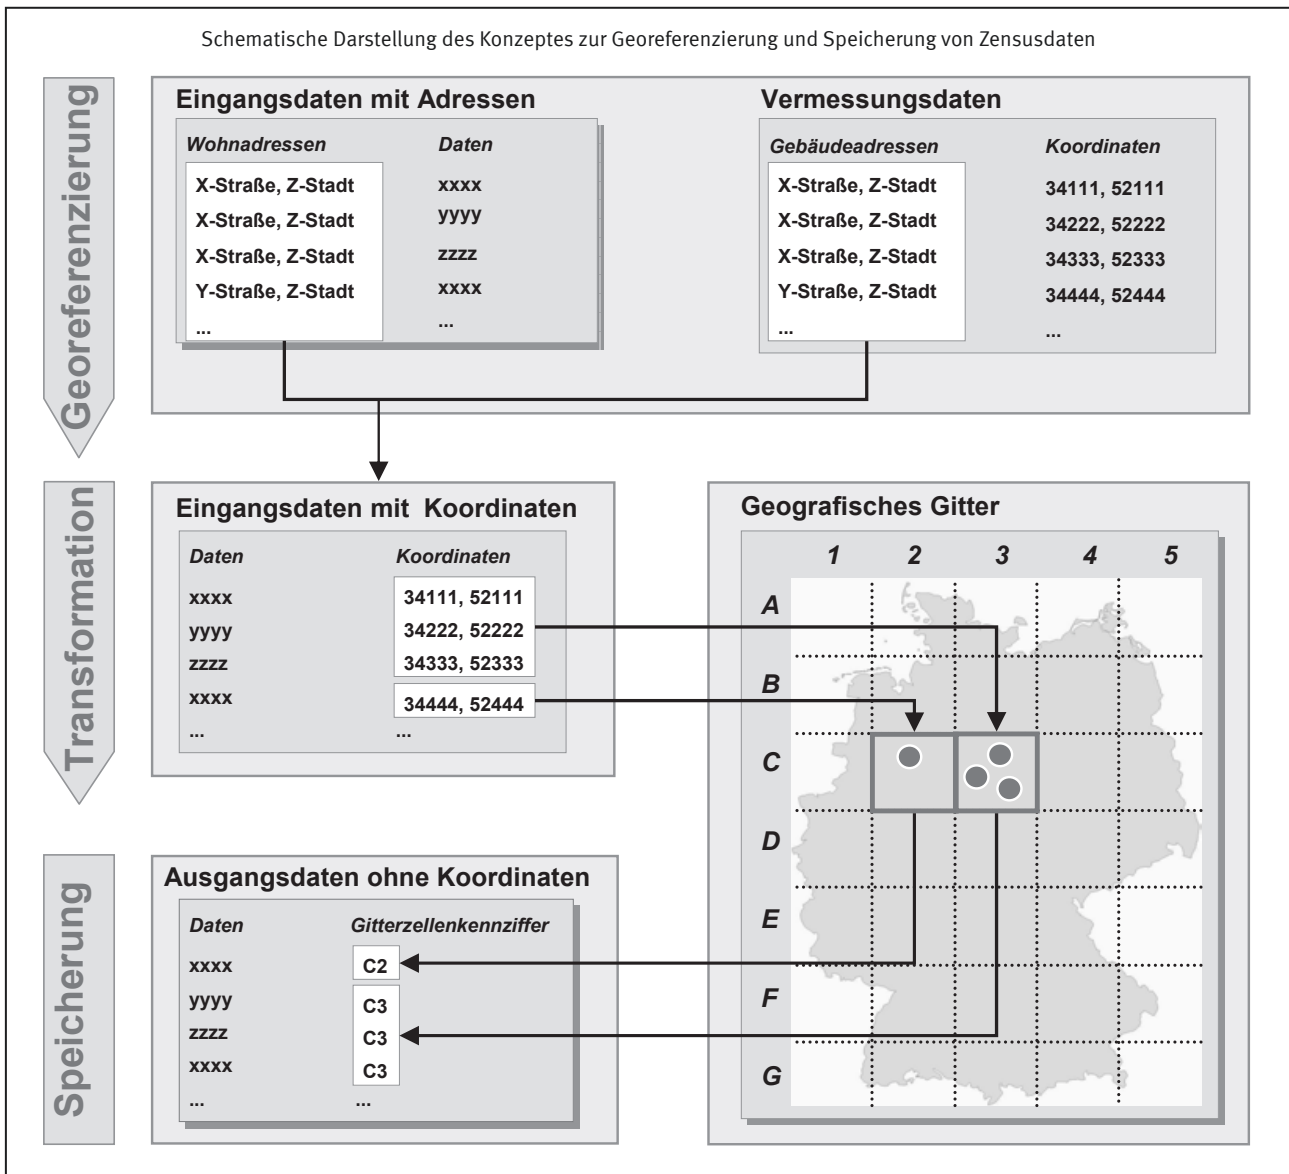 Schematische Darstellung des Konzeptes zur Georeferenzierung und Speicherung von Zensusdaten
Georeferenzierung
Eingangsdaten mit Adressen
Wohnadressen Daten
X-Straße, Z-Stadt xxxx
X-Straße, Z-Stadt yyyy
X-Straße, Z-Stadt zzzz
Y-Straße, Z-Stadt xxxx
... ...
Vermessungsdaten
Gebäudeadressen Koordinaten
X-Straße, Z-Stadt 34111, 52111
X-Straße, Z-Stadt 34222, 52222
X-Straße, Z-Stadt 34333, 52333
Y-Straße, Z-Stadt 34444, 52444
... ...
Transformation
Eingangsdaten mit Koordinaten
Daten Koordinaten
xxxx 34111, 52111
yyyy 34222, 52222
zzzz 34333, 52333
xxxx 34444, 52444
... ...
Geografisches Gitter
1 2 3 4 5
A
B
C
D
E
F
G
Speicherung
Ausgangsdaten ohne Koordinaten
Daten Gitterzellenkennziffer
xxxx C2
yyyy C3
zzzz C3
xxxx C3
... ...